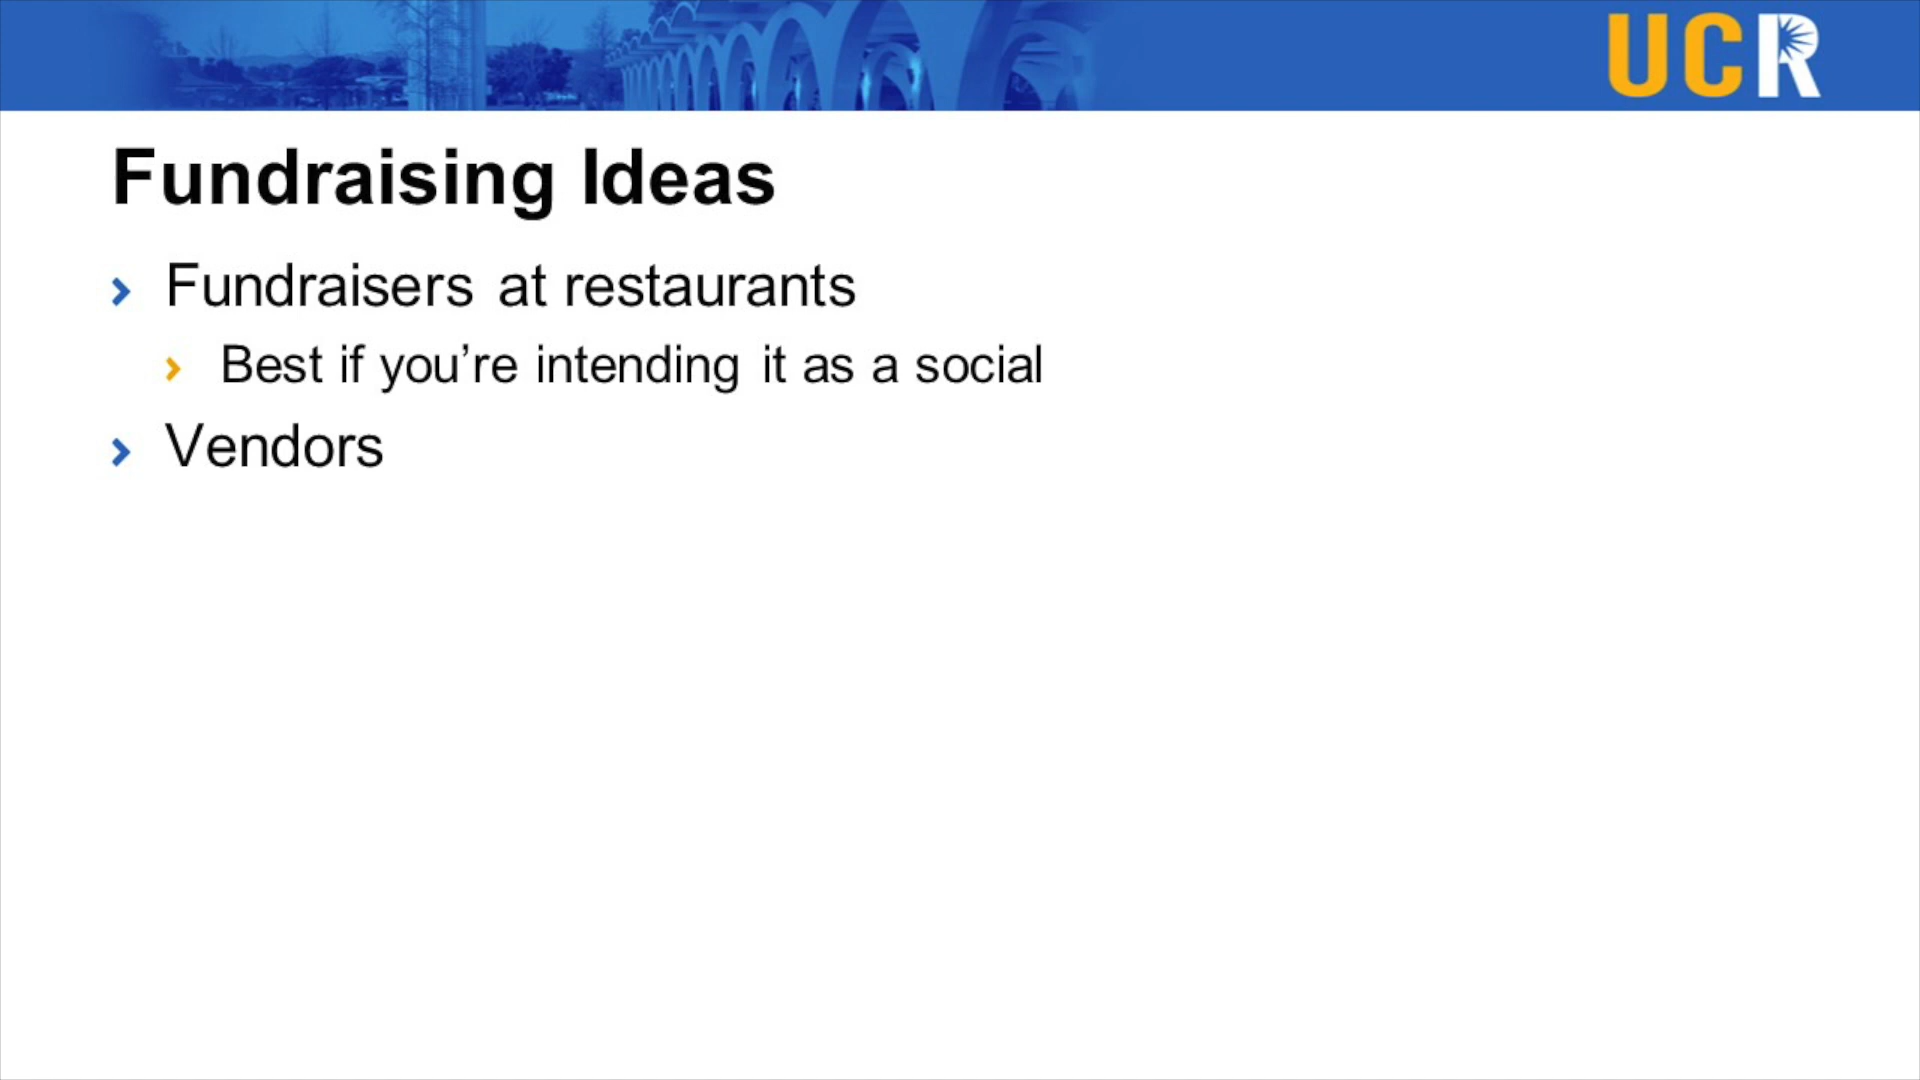 UCR
Fundraising Ideas
Fundraisers at restaurants
Best if you’re intending it as a social
Vendors